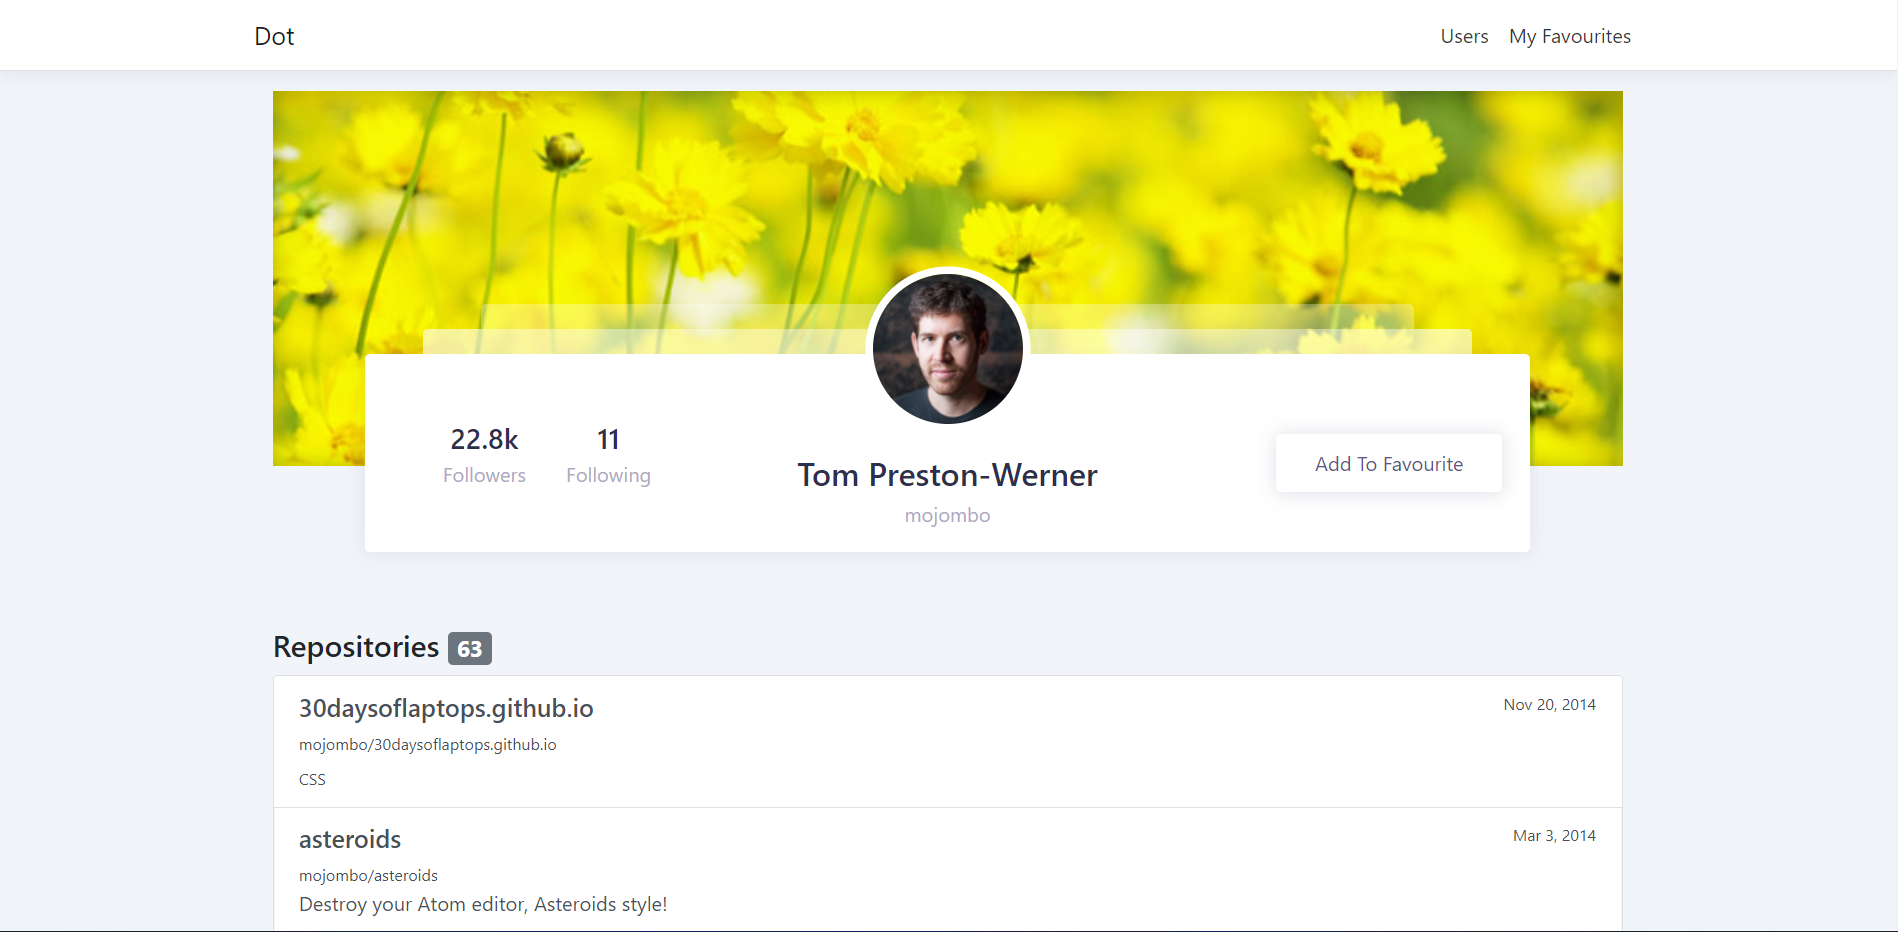 Dot
Users My Favourites
22.8k
Followers
11
Following
Tom Preston-Werner
mojombo
Add To Favourite
Repositories 63
30daysoflaptops.github.io
Nov 20, 2014
mojombo/30daysoflaptops.github.io
CSS
asteroids
Mar 3, 2014
mojombo/asteroids
Destroy your Atom editor, Asteroids style!